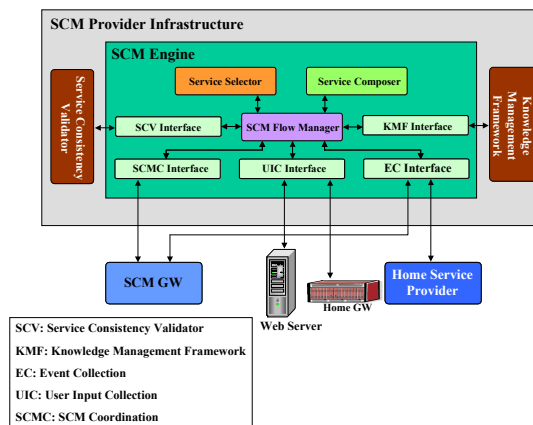 SCM Provider Infrastructure
SCM Engine
Service Selector
Service Composer
Service Consistency
Validator
SCV Interface
SCM Flow Manager
KMF Interface
Knowledge
Management
Framework
SCMC Interface
UIC Interface
EC Interface
SCM GW
Web Server
Home GW
Home Service
Provider
SCV: Service Consistency Validator
KMF: Knowledge Management Framework
EC: Event Collection
UIC: User Input Collection
SCMC: SCM Coordination